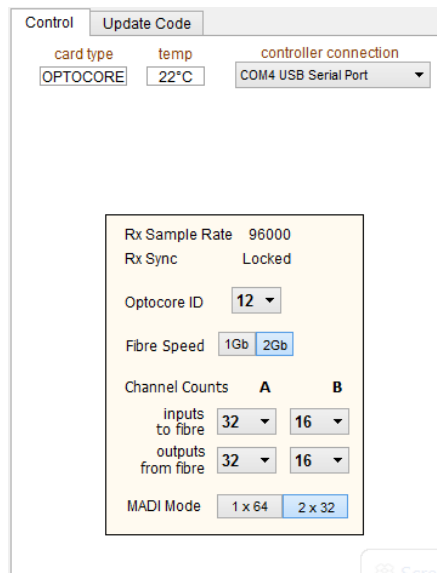 Control Update Code
card type temp controller connection
OPTOCORE 22°C COM4 USB Serial Port
Rx Sample Rate 96000
Rx Sync Locked
Optocore ID 12
Fibre Speed 1Gb 2Gb
Channel Counts A B
inputs
to fibre 32 16
outputs
from fibre 32 16
MADI Mode 1 x 64 2 x 32